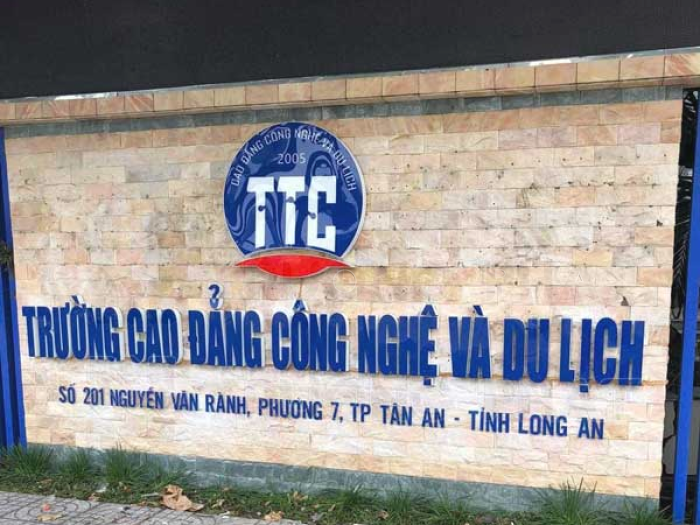 CAO ĐẲNG CÔNG NGHỆ VÀ DU LỊCH
2005
TTC
TRƯỜNG CAO ĐẲNG CÔNG NGHỆ VÀ DU LỊCH
SỐ 201 NGUYỄN VĂN RÀNH, PHƯỜNG 7, TP TÂN AN - TỈNH LONG AN